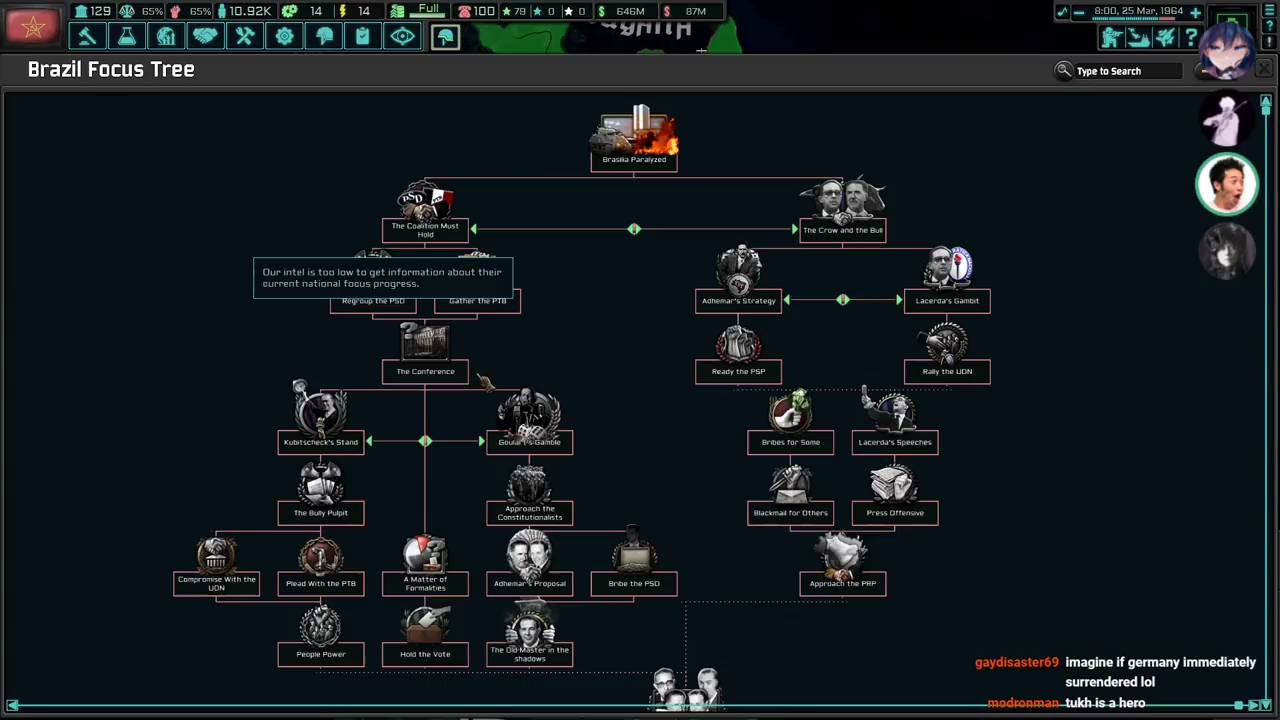 129 65% 65% 10.92K 14 14 Full 100 79 0 0 $ 646M $ 87M 8:00, 25 Mar, 1964
Brazil Focus Tree
Type to Search
Brasilia Paralyzed
The Coalition Must
Hold
The Crow and the Bull
Our intel is too low to get information about their
current national focus progress.
Regroup the PSD
Gather the PTB
Adhemar's Strategy
Lacerda's Gambit
The Conference
Ready the PSP
Rally the UDN
Kubitscheck's Stand
Goulart's Gamble
Bribes for Some
Lacerda's Speeches
The Bully Pulpit
Approach the
Constitutionalists
Blackmail for Others
Press Offensive
Compromise With the
UDN
Plead With the PTB
A Matter of
Formalities
Adhemar's Proposal
Bribe the PSD
Approach the PRP
People Power
Hold the Vote
The Old Master in the
shadows
gaydisaster69 imagine if germany immediately
surrendered lol
modronman tukh is a hero